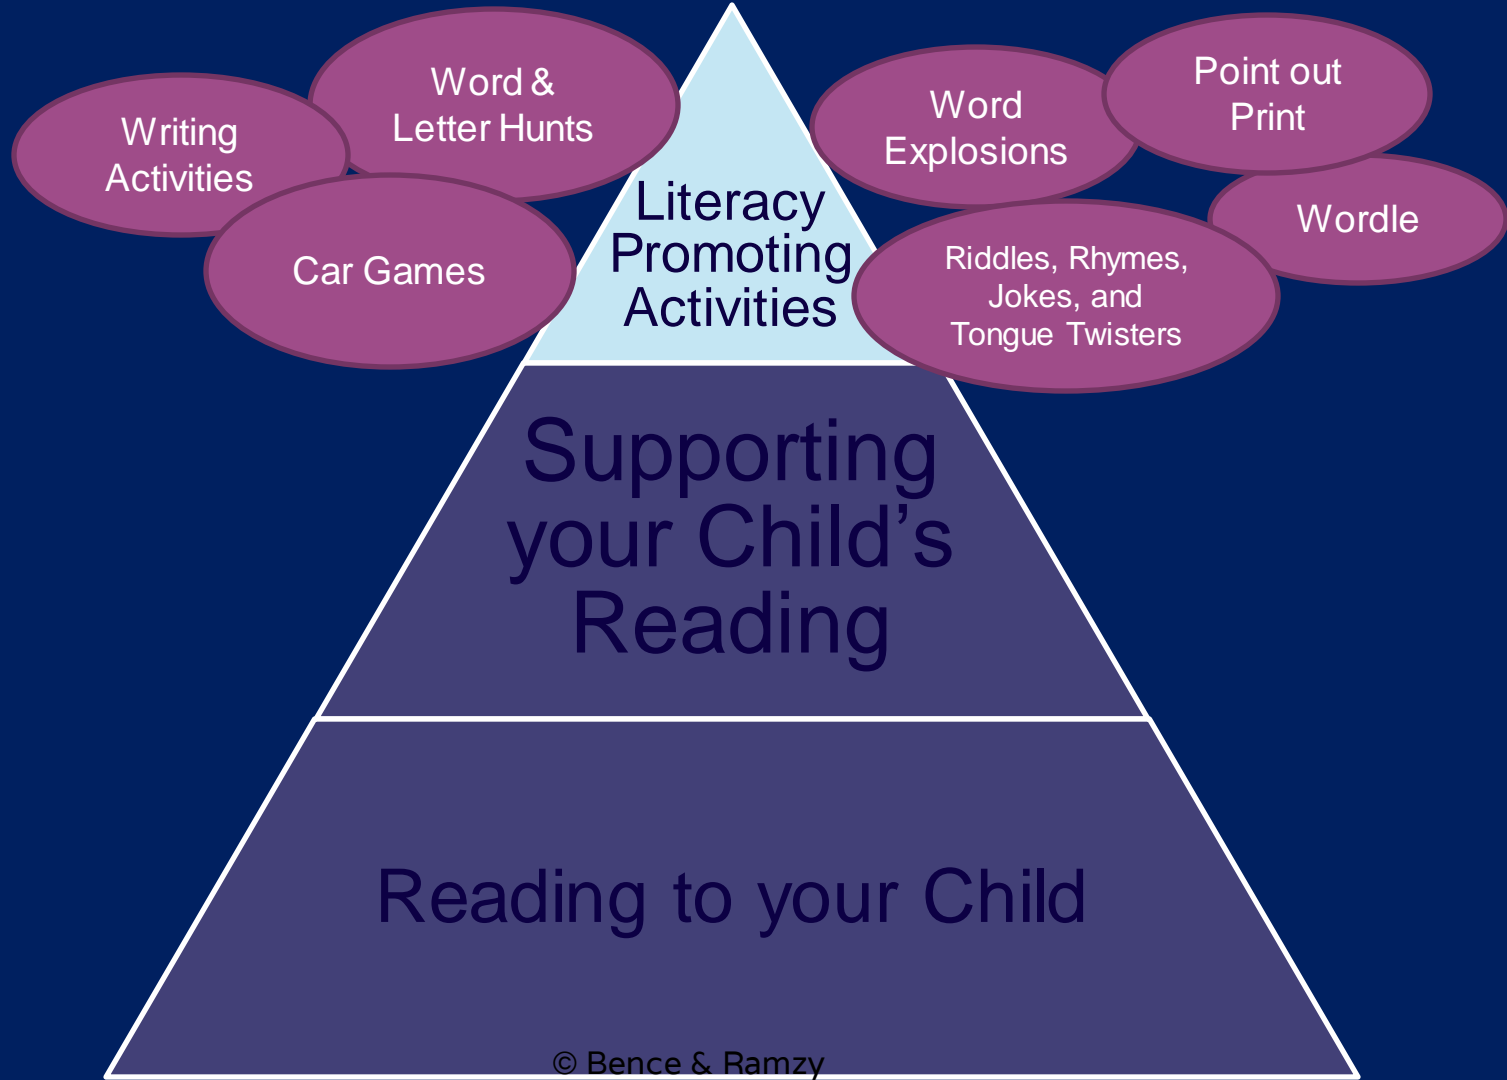 Writing
Activities
Word &
Letter Hunts
Car Games
Word
Explosions
Point out
Print
Wordle
Riddles, Rhymes,
Jokes, and
Tongue Twisters
Literacy
Promoting
Activities
Supporting
your Child’s
Reading
Reading to your Child
© Bence & Ramzy